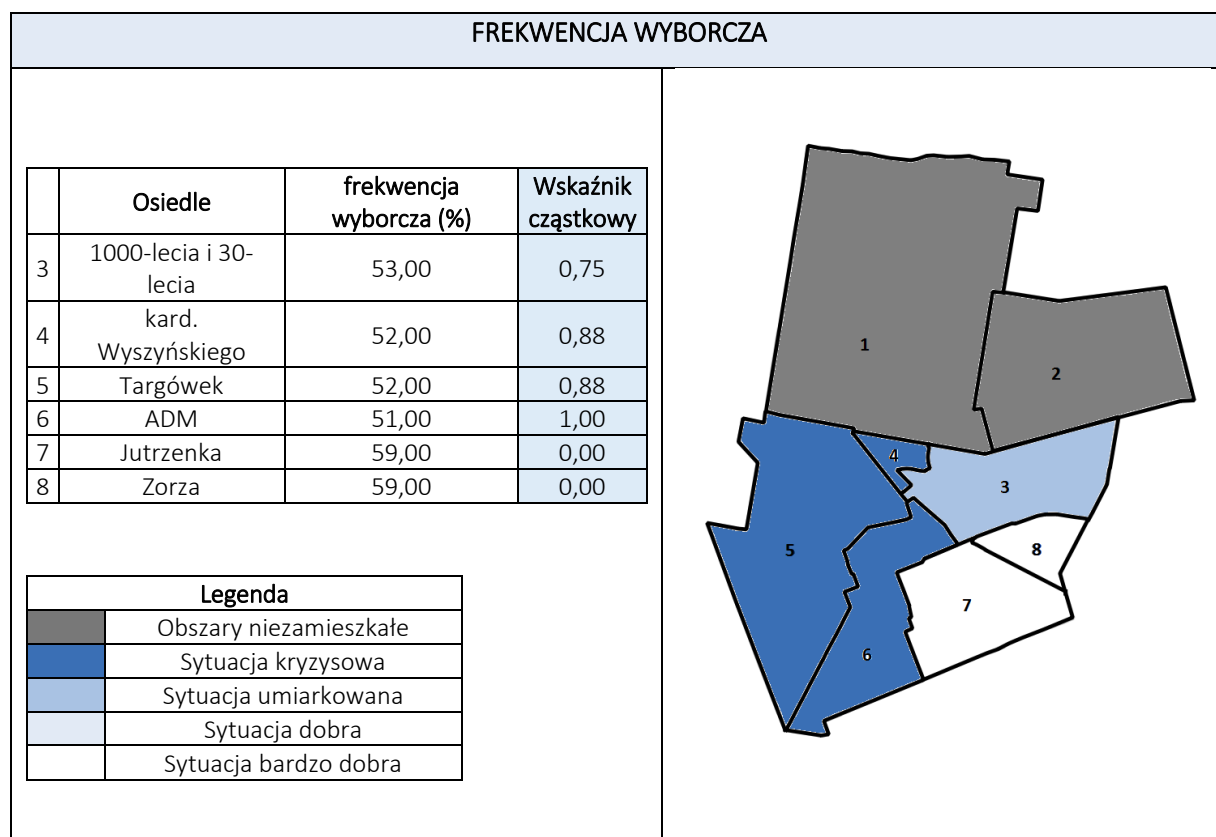 FREKWENCJA WYBORCZA
Osiedle
frekwencja
wyborcza (%)
Wskaźnik
cząstkowy
3 1000-lecia i 30-
lecia 53,00 0,75
4 kard.
Wyszyńskiego 52,00 0,88
5 Targówek 52,00 0,88
6 ADM 51,00 1,00
7 Jutrzenka 59,00 0,00
8 Zorza 59,00 0,00
Legenda
Obszary niezamieszkałe
Sytuacja kryzysowa
Sytuacja umiarkowana
Sytuacja dobra
Sytuacja bardzo dobra
1
2
4
3
5
8
7
6